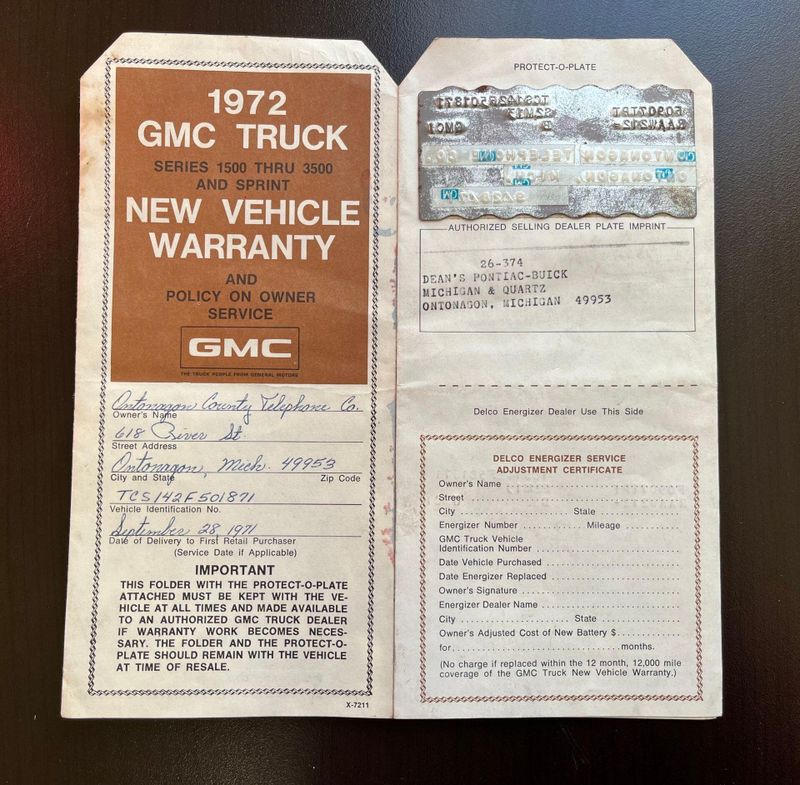 1972
GMC TRUCK
SERIES 1500 THRU 3500
AND SPRINT
NEW VEHICLE
WARRANTY
AND
POLICY ON OWNER
SERVICE
GMC
THE TRUCK PEOPLE FROM GENERAL MOTORS
Ontonagon County Telephone Co.
Owner's Name
618 River St.
Street Address
Ontonagon, Mich. 49953
City and State Zip Code
TCS142F501871
Vehicle Identification No.
September 28, 1971
Date of Delivery to First Retail Purchaser
(Service Date if Applicable)
IMPORTANT
THIS FOLDER WITH THE PROTECT-O-PLATE
ATTACHED MUST BE KEPT WITH THE VE-
HICLE AT ALL TIMES AND MADE AVAILABLE
TO AN AUTHORIZED GMC TRUCK DEALER
IF WARRANTY WORK BECOMES NECES-
SARY. THE FOLDER AND THE PROTECT-O-
PLATE SHOULD REMAIN WITH THE VEHICLE
AT TIME OF RESALE.
X-7211
PROTECT-O-PLATE
TCS142F501871
ONTONAGON TELEPHONE CO.
ONTONAGON, MICH.
AUTHORIZED SELLING DEALER PLATE IMPRINT
26-374
DEAN'S PONTIAC-BUICK
MICHIGAN & QUARTZ
ONTONAGON, MICHIGAN 49953
Delco Energizer Dealer Use This Side
DELCO ENERGIZER SERVICE
ADJUSTMENT CERTIFICATE
Owner's Name
Street
City State
Energizer Number Mileage
GMC Truck Vehicle
Identification Number
Date Vehicle Purchased
Date Energizer Replaced
Owner's Signature
Energizer Dealer Name
City State
Owner's Adjusted Cost of New Battery $
for months.
(No charge if replaced within the 12 month, 12,000 mile
coverage of the GMC Truck New Vehicle Warranty.)